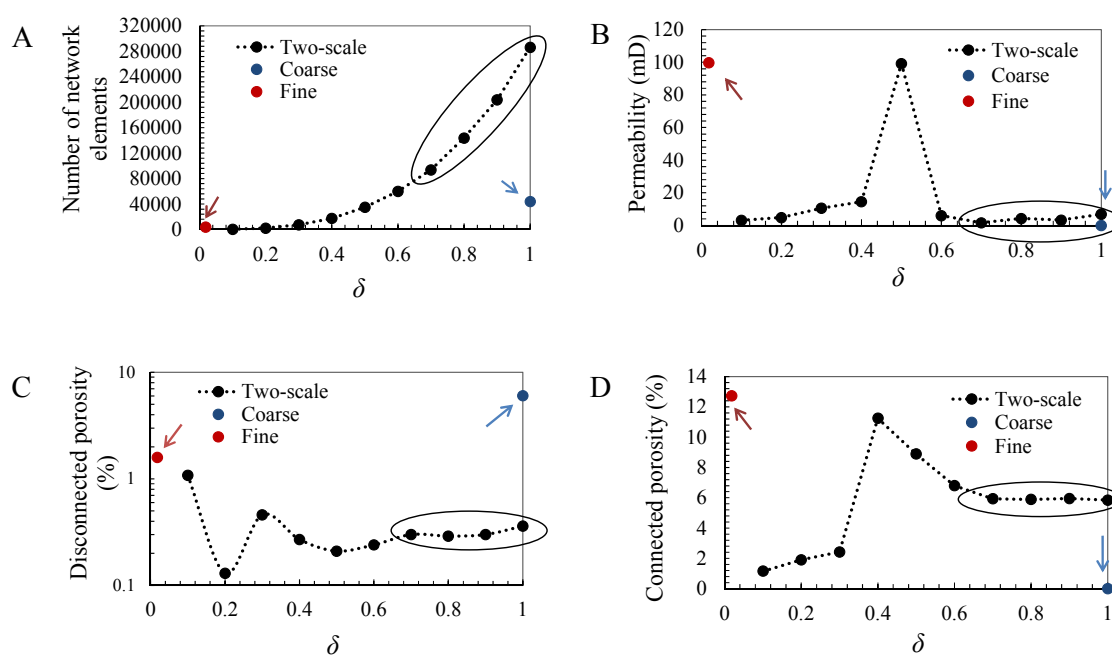 A
Number of network
elements
320000
280000
240000
200000
160000
120000
80000
40000
0
Two-scale
Coarse
Fine
0 0.2 0.4 0.6 0.8 1
δ
B
Permeability (mD)
120
100
80
60
40
20
0
Two-scale
Coarse
Fine
0 0.2 0.4 0.6 0.8 1
δ
C
Disconnected porosity
(%)
10
1
0.1
Two-scale
Coarse
Fine
0 0.2 0.4 0.6 0.8 1
δ
D
Connected porosity (%)
14
12
10
8
6
4
2
0
Two-scale
Coarse
Fine
0 0.2 0.4 0.6 0.8 1
δ